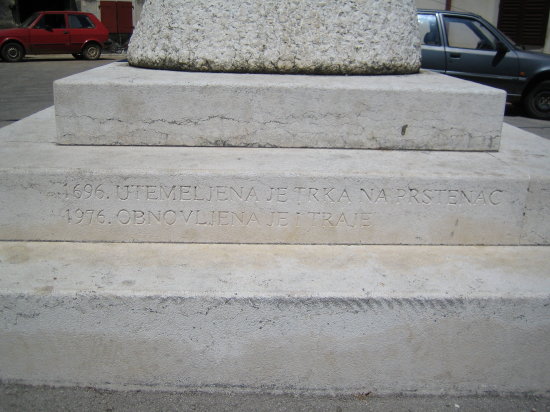 1696. UTEMELJENA JE TRKA NA PRSTENAC
1976. OBNOVLJENA JE I TRAJE